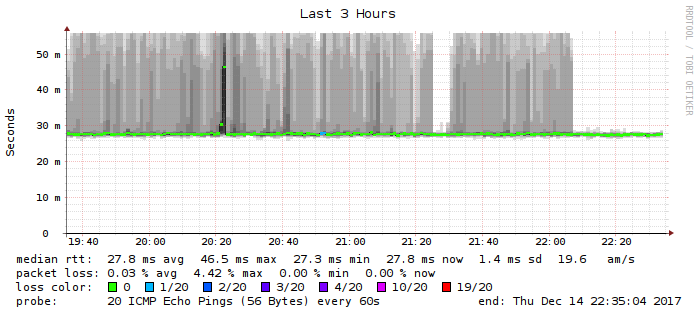 Last 3 Hours
RRDTOOL / TOBI OETIKER
Seconds
50 m
40 m
30 m
20 m
10 m
0
19:40 20:00 20:20 20:40 21:00 21:20 21:40 22:00 22:20
median rtt: 27.8 ms avg 46.5 ms max 27.3 ms min 27.8 ms now 1.4 ms sd 19.6 am/s
packet loss: 0.03 % avg 4.42 % max 0.00 % min 0.00 % now
loss color: 0 1/20 2/20 3/20 4/20 10/20 19/20
probe: 20 ICMP Echo Pings (56 Bytes) every 60s end: Thu Dec 14 22:35:04 2017